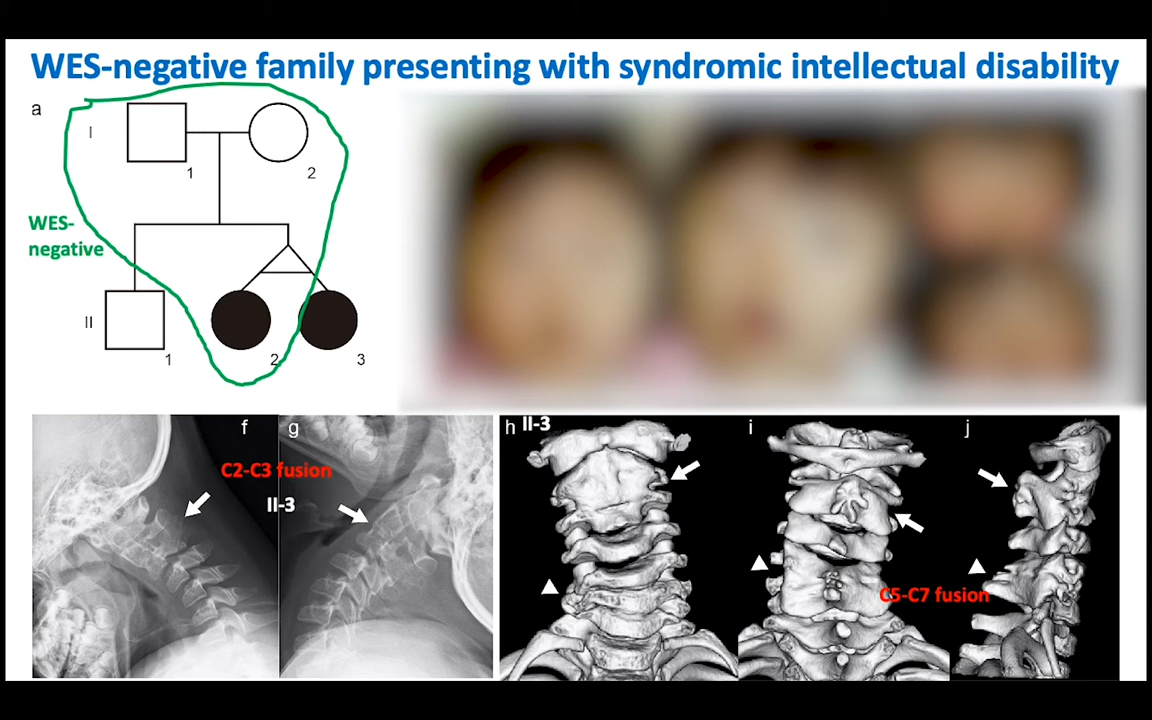 WES-negative family presenting with syndromic intellectual disability
a
I
1
2
WES-
negative
II
1
2
3
f
g
C2-C3 fusion
II-3
h
II-3
i
j
C5-C7 fusion